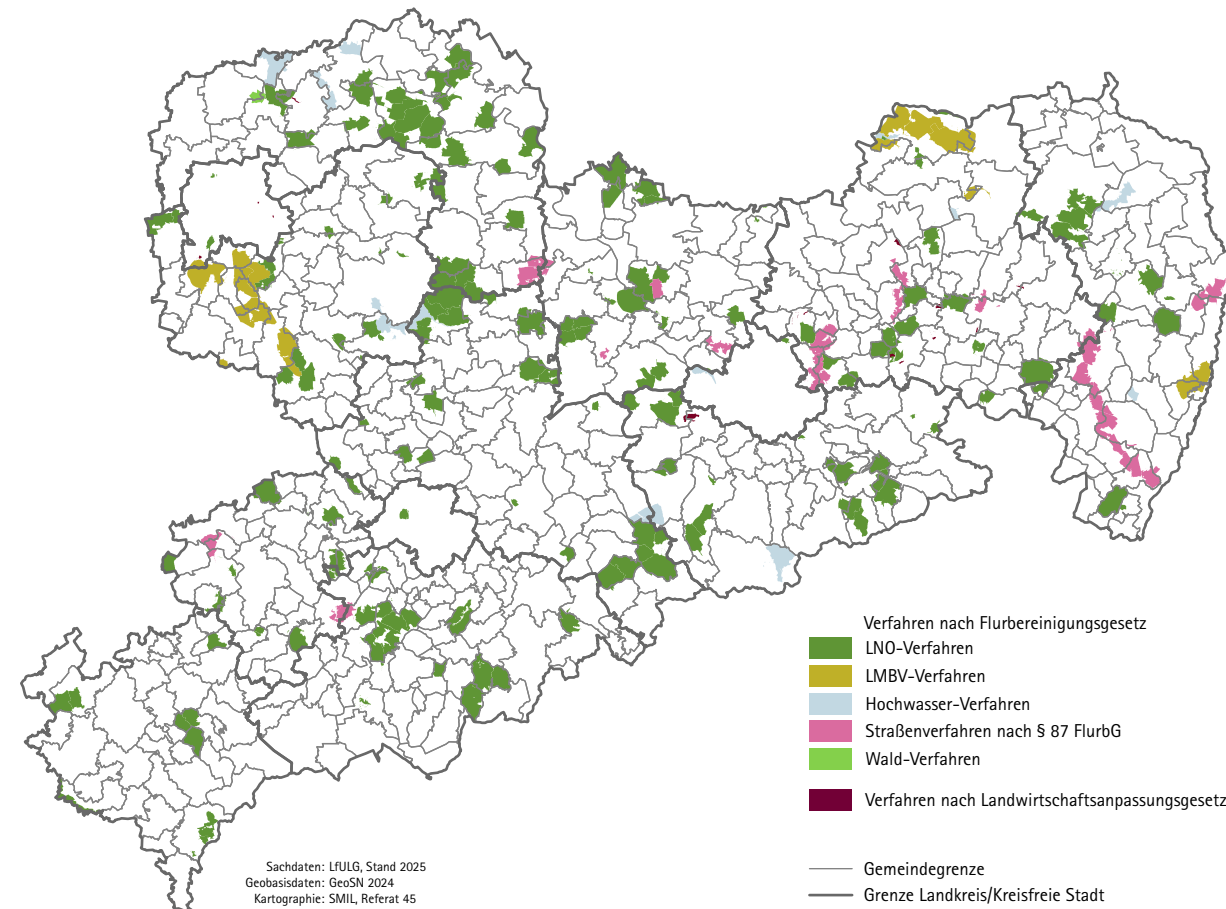 Verfahren nach Flurbereinigungsgesetz
LNO-Verfahren
LMBV-Verfahren
Hochwasser-Verfahren
Straßenverfahren nach § 87 FlurbG
Wald-Verfahren
Verfahren nach Landwirtschaftsanpassungsgesetz
Gemeindegrenze
Grenze Landkreis/Kreisfreie Stadt
Sachdaten: LfULG, Stand 2025
Geobasisdaten: GeoSN 2024
Kartographie: SMIL, Referat 45